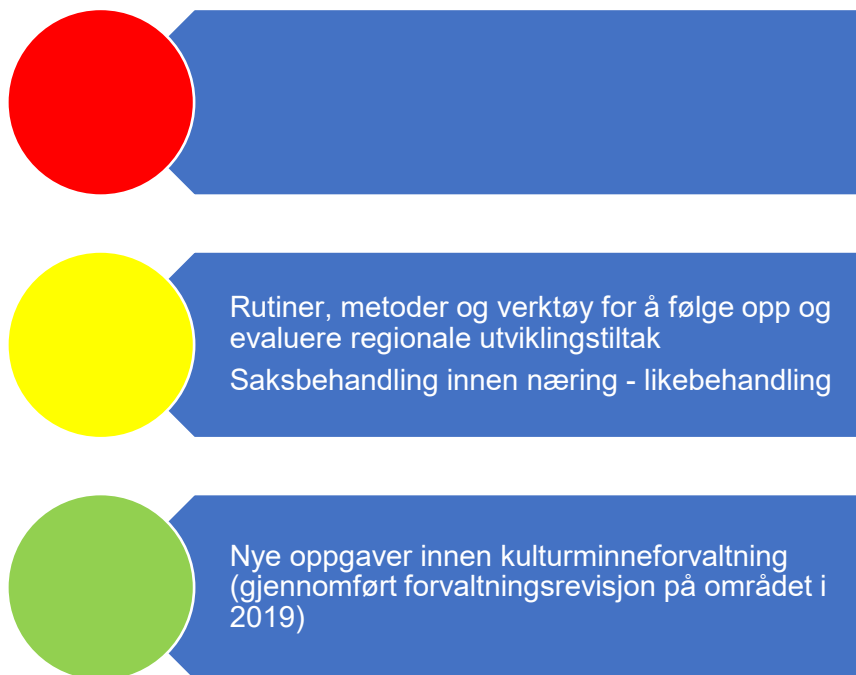 Rutiner, metoder og verktøy for å følge opp og
evaluere regionale utviklingstiltak
Saksbehandling innen næring - likebehandling
Nye oppgaver innen kulturminneforvaltning
(gjennomført forvaltningsrevisjon på området i
2019)